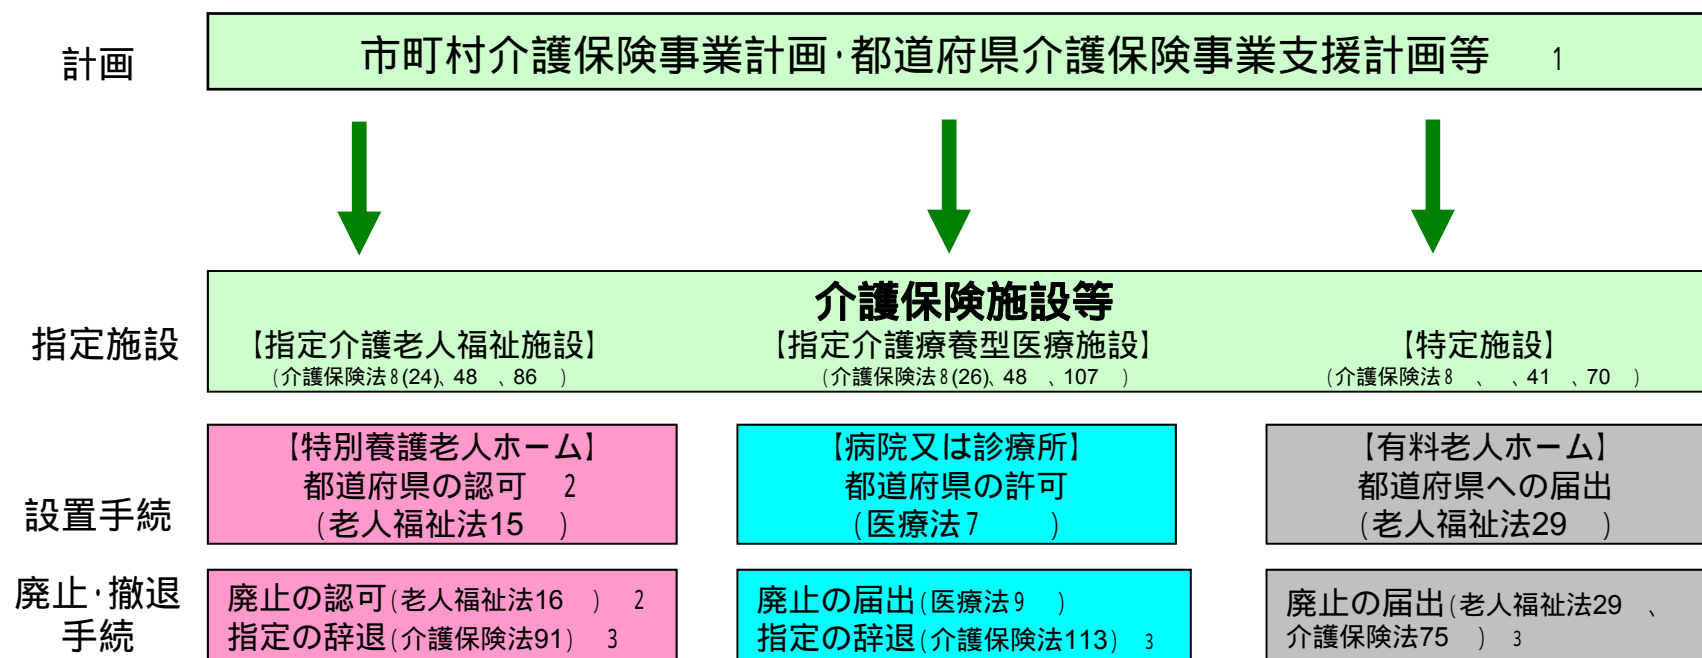 計画
市町村介護保険事業計画･都道府県介護保険事業支援計画等 1
指定施設
介護保険施設等
【指定介護老人福祉施設】
(介護保険法8(24)、48 、86 )
【指定介護療養型医療施設】
(介護保険法8(26)、48 、107 )
【特定施設】
(介護保険法8 、 、41 、70 )
設置手続
【特別養護老人ホーム】
都道府県の認可 2
(老人福祉法15 )
【病院又は診療所】
都道府県の許可
(医療法7 )
【有料老人ホーム】
都道府県への届出
(老人福祉法29 )
廃止･撤退
手続
廃止の認可(老人福祉法16 ) 2
指定の辞退(介護保険法91) 3
廃止の届出(医療法9 )
指定の辞退(介護保険法113) 3
廃止の届出(老人福祉法29 、
介護保険法75 ) 3